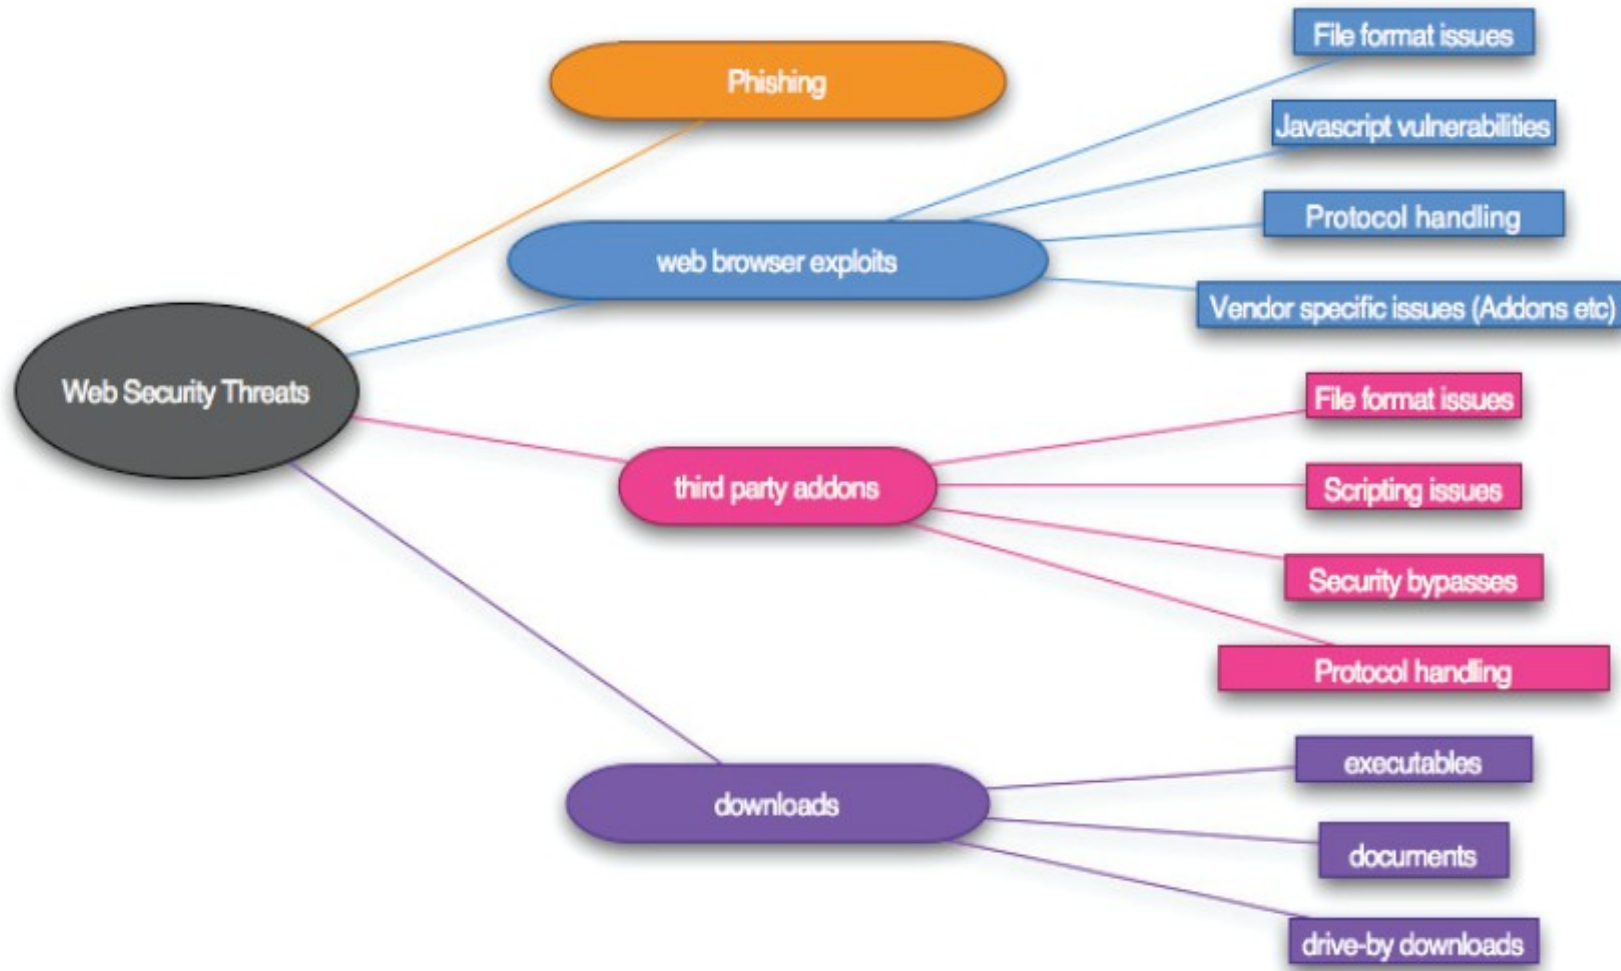 Phishing
File format issues
Javascript vulnerabilities
Protocol handling
web browser exploits
Vendor specific issues (Addons etc)
Web Security Threats
File format issues
third party addons
Scripting issues
Security bypasses
Protocol handling
downloads
executables
documents
drive-by downloads